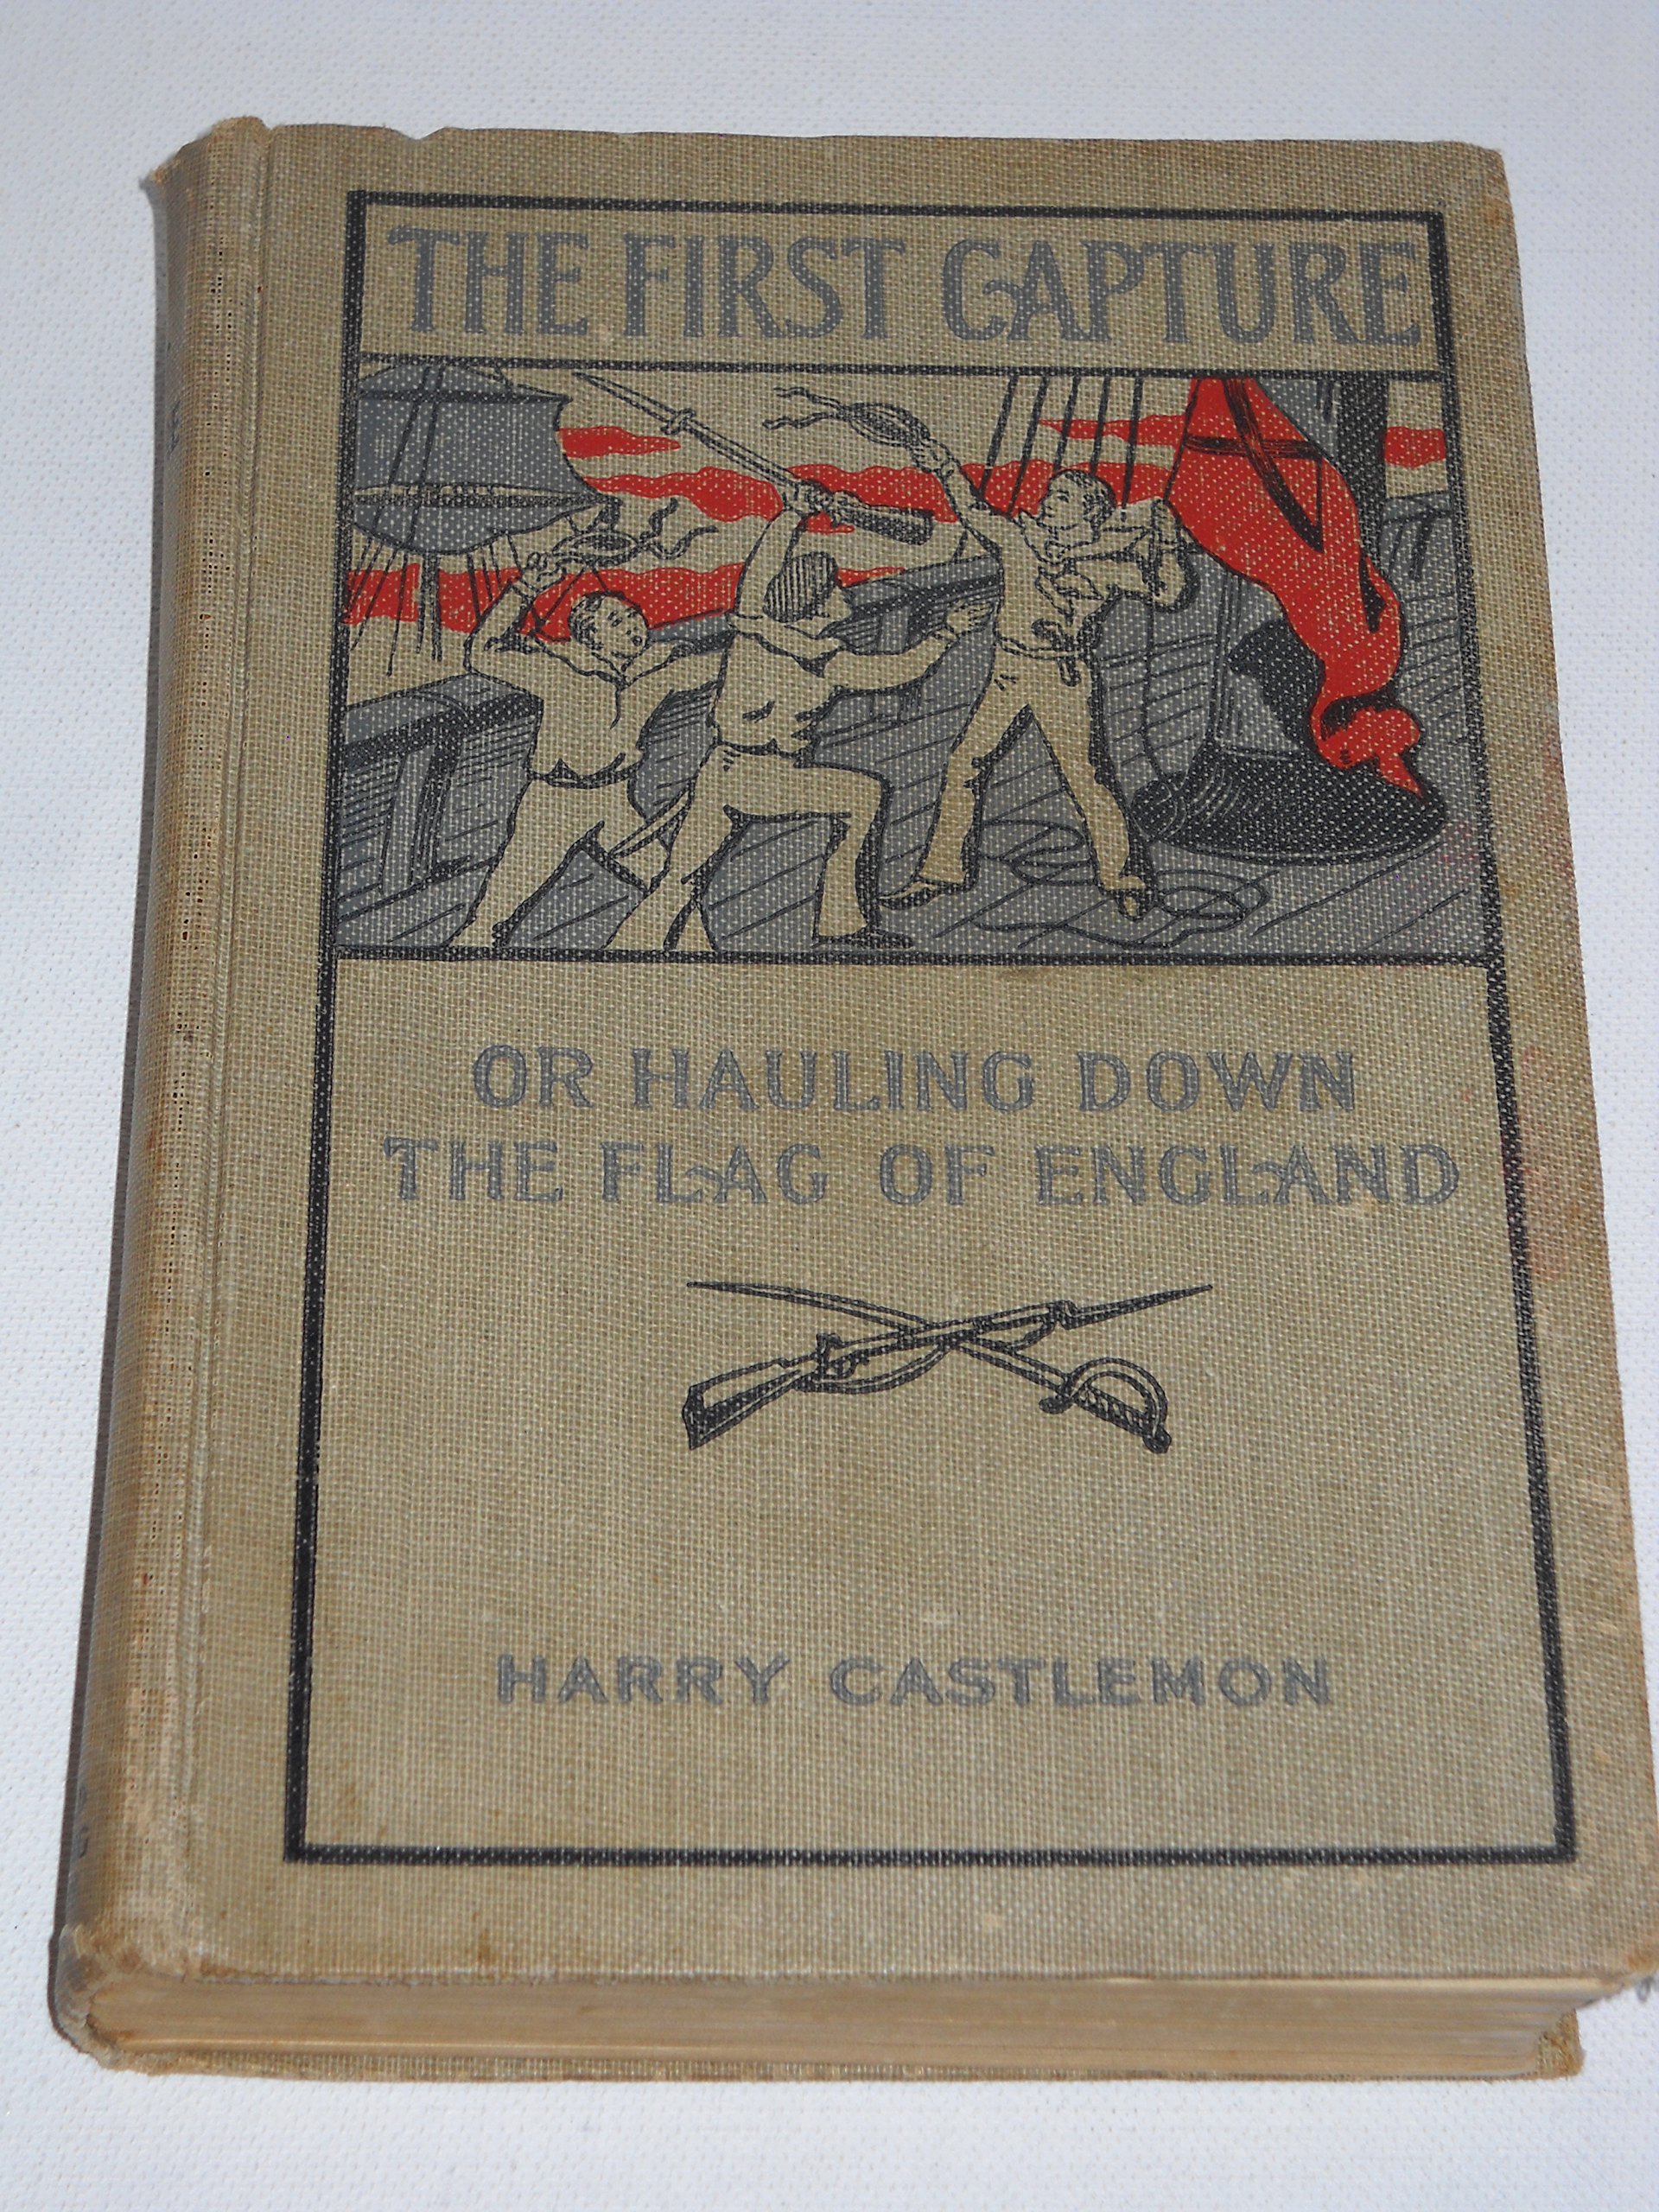 THE FIRST CAPTURE
OR HAULING DOWN
THE FLAG OF ENGLAND
HARRY CASTLEMON